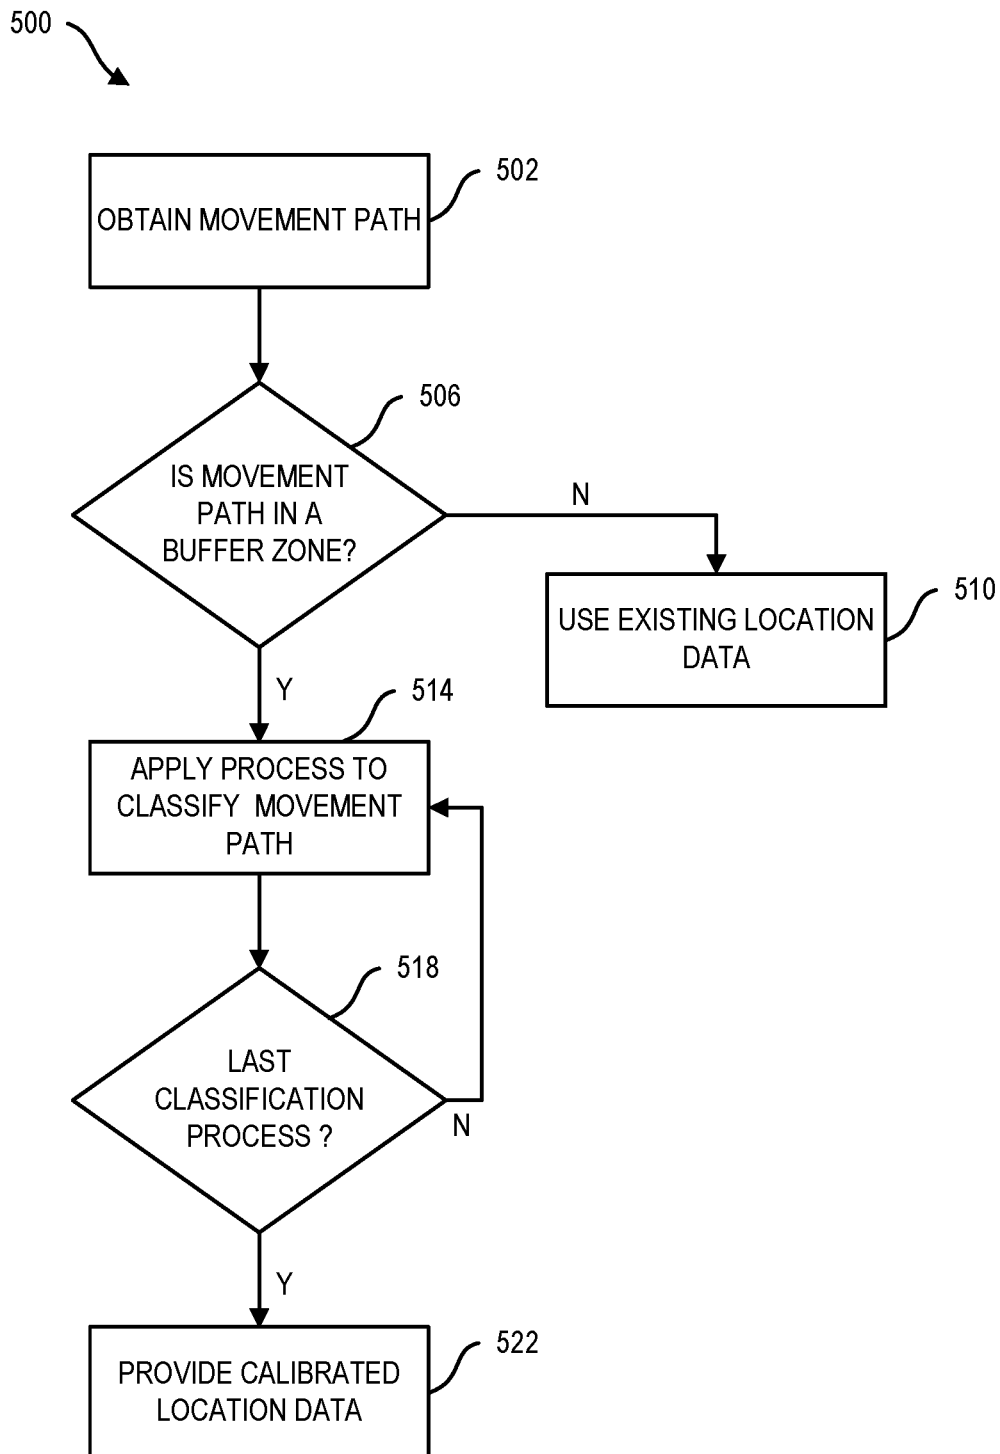 500
502
OBTAIN MOVEMENT PATH
506
IS MOVEMENT
PATH IN A
BUFFER ZONE?
N
510
USE EXISTING LOCATION
DATA
Y
514
APPLY PROCESS TO
CLASSIFY MOVEMENT
PATH
518
LAST
CLASSIFICATION
PROCESS ?
N
Y
522
PROVIDE CALIBRATED
LOCATION DATA